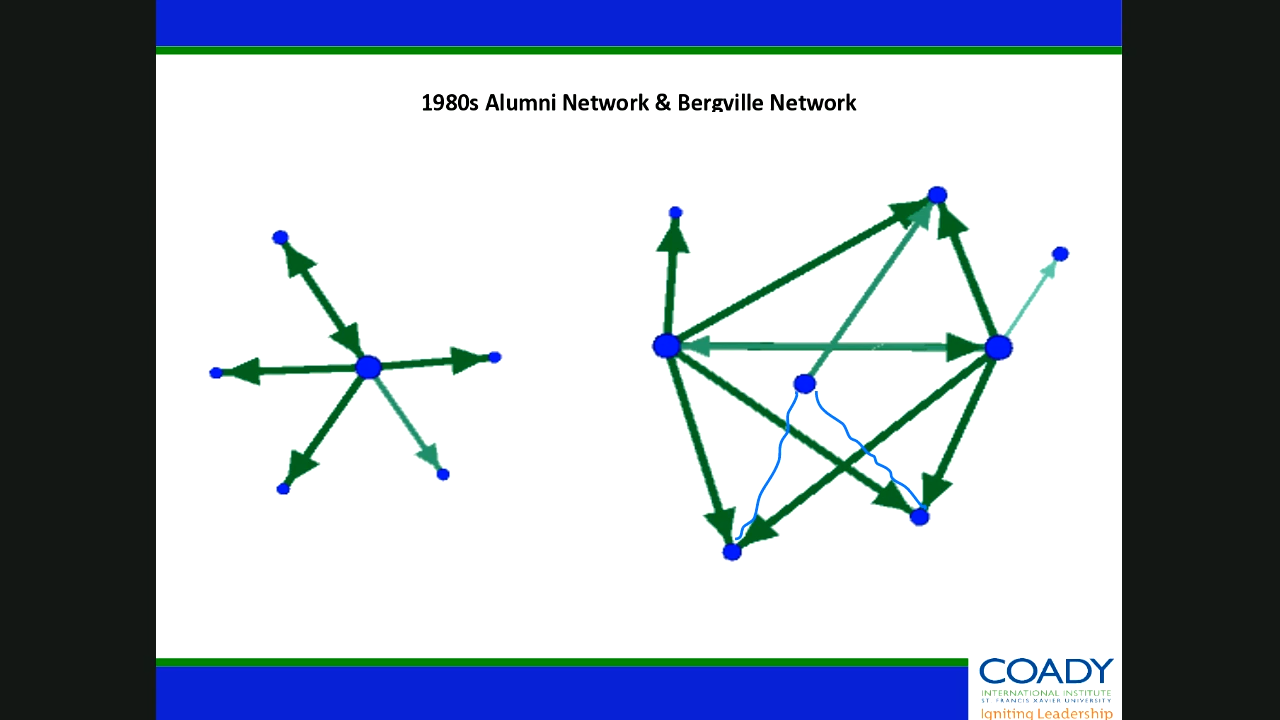 1980s Alumni Network & Bergville Network
COADY
INTERNATIONAL INSTITUTE
ST. FRANCIS XAVIER UNIVERSITY
Igniting Leadership